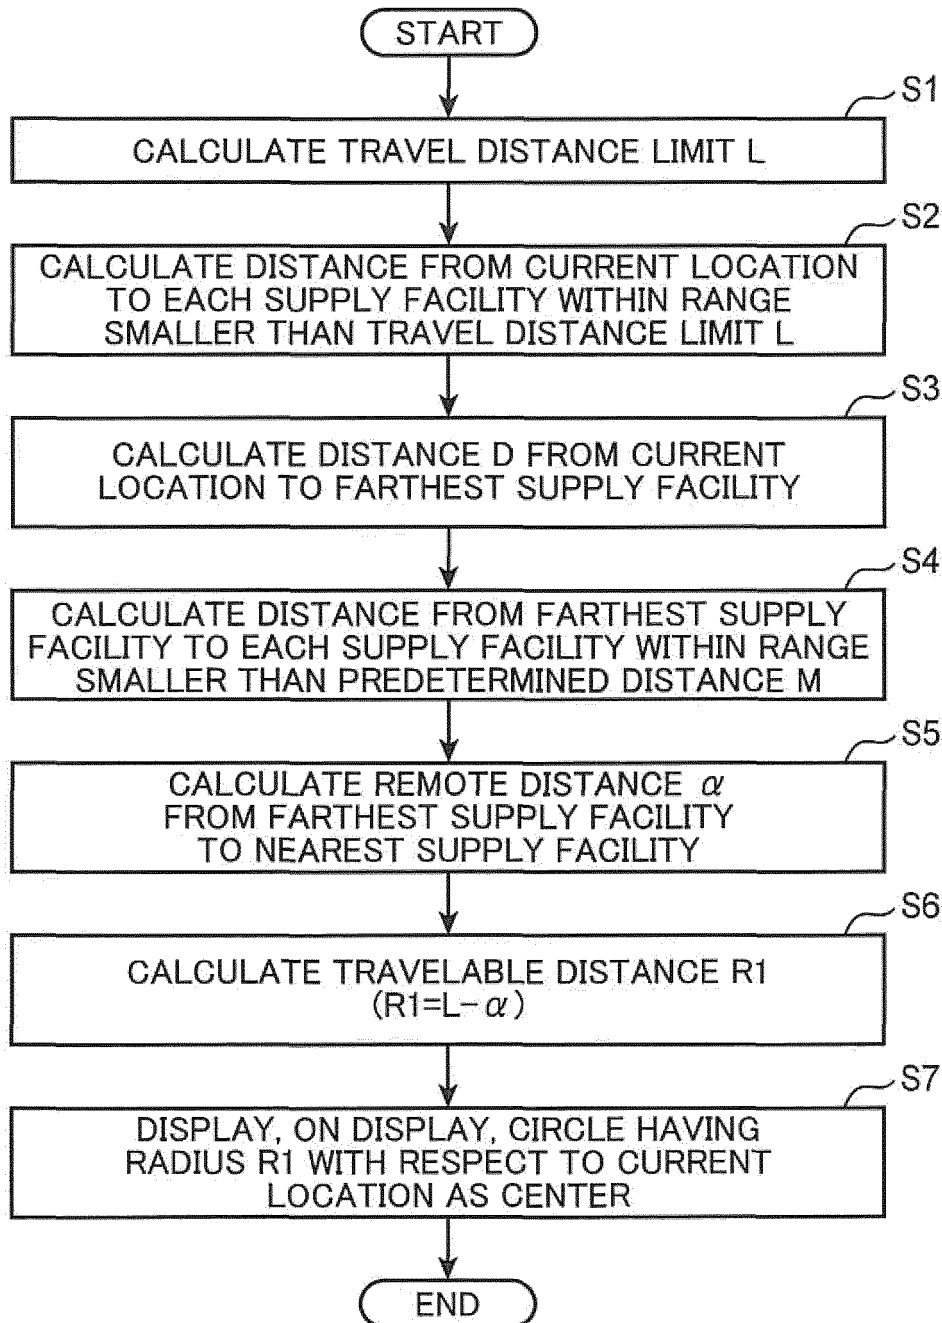 START
S1
CALCULATE TRAVEL DISTANCE LIMIT L
S2
CALCULATE DISTANCE FROM CURRENT LOCATION
TO EACH SUPPLY FACILITY WITHIN RANGE
SMALLER THAN TRAVEL DISTANCE LIMIT L
S3
CALCULATE DISTANCE D FROM CURRENT
LOCATION TO FARTHEST SUPPLY FACILITY
S4
CALCULATE DISTANCE FROM FARTHEST SUPPLY
FACILITY TO EACH SUPPLY FACILITY WITHIN RANGE
SMALLER THAN PREDETERMINED DISTANCE M
S5
CALCULATE REMOTE DISTANCE α
FROM FARTHEST SUPPLY FACILITY
TO NEAREST SUPPLY FACILITY
S6
CALCULATE TRAVELABLE DISTANCE R1
(R1=L-α)
S7
DISPLAY, ON DISPLAY, CIRCLE HAVING
RADIUS R1 WITH RESPECT TO CURRENT
LOCATION AS CENTER
END